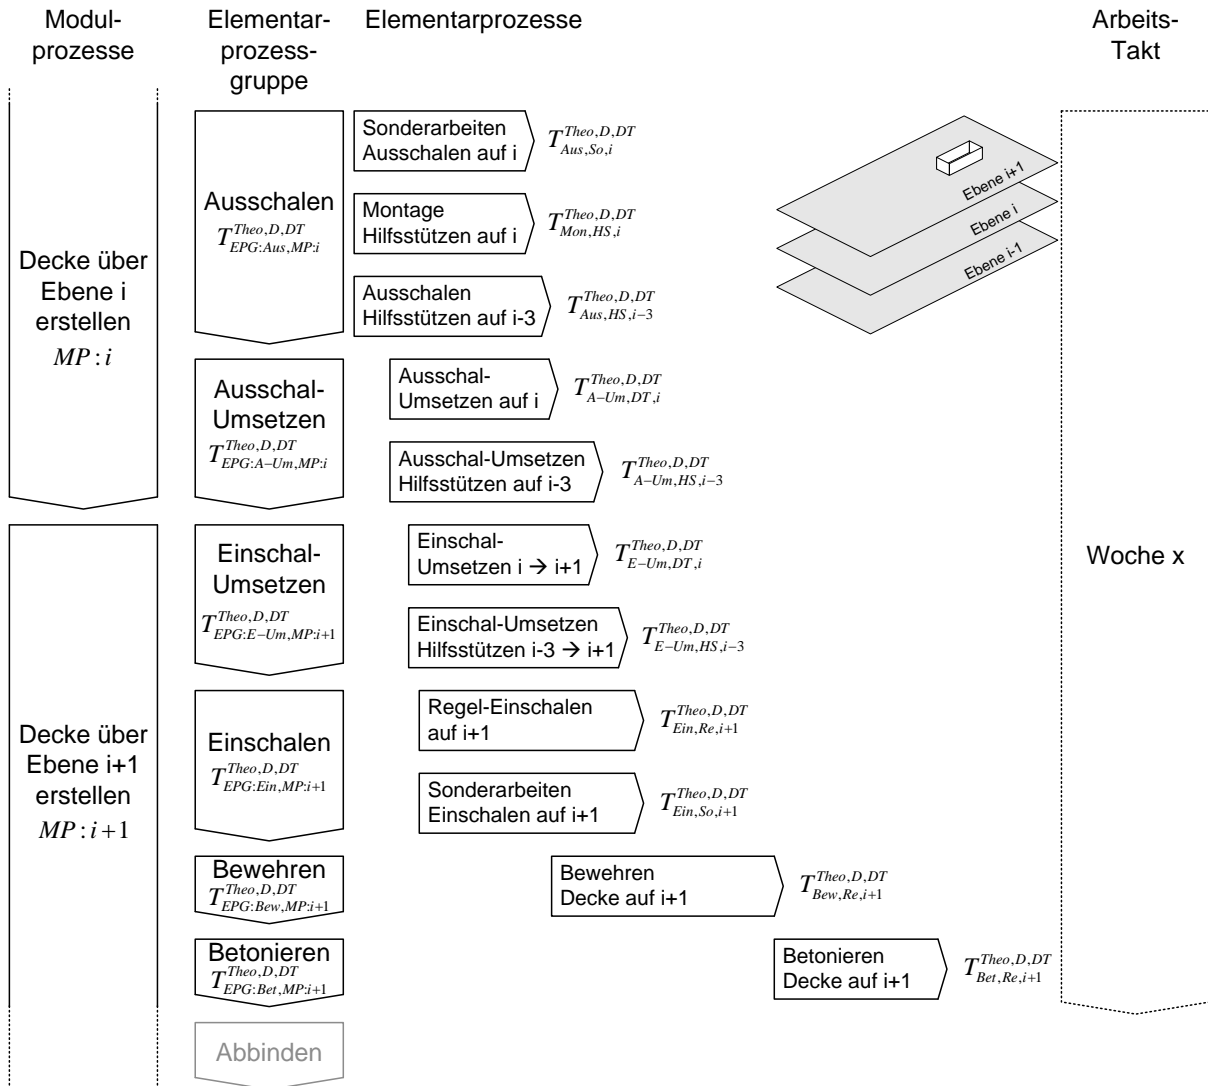 Modul-
prozesse
Elementar-
prozess-
gruppe
Elementarprozesse
Arbeits-
Takt
Decke über
Ebene i
erstellen
MP:i
Ausschalen
T^{Theo,D,DT}_{EPG:Aus,MP:i}
Sonderarbeiten
Ausschalen auf i
T^{Theo,D,DT}_{Aus,So,i}
Montage
Hilfsstützen auf i
T^{Theo,D,DT}_{Mon,HS,i}
Ausschalen
Hilfsstützen auf i-3
T^{Theo,D,DT}_{Aus,HS,i−3}
Ebene i+1
Ebene i
Ebene i-1
Ausschal-
Umsetzen
T^{Theo,D,DT}_{EPG:A−Um,MP:i}
Ausschal-
Umsetzen auf i
T^{Theo,D,DT}_{A−Um,DT,i}
Ausschal-Umsetzen
Hilfsstützen auf i-3
T^{Theo,D,DT}_{A−Um,HS,i−3}
Decke über
Ebene i+1
erstellen
MP:i+1
Einschal-
Umsetzen
T^{Theo,D,DT}_{EPG:E−Um,MP:i+1}
Einschal-
Umsetzen i → i+1
T^{Theo,D,DT}_{E−Um,DT,i}
Einschal-Umsetzen
Hilfsstützen i-3 → i+1
T^{Theo,D,DT}_{E−Um,HS,i−3}
Woche x
Einschalen
T^{Theo,D,DT}_{EPG:Ein,MP:i+1}
Regel-Einschalen
auf i+1
T^{Theo,D,DT}_{Ein,Re,i+1}
Sonderarbeiten
Einschalen auf i+1
T^{Theo,D,DT}_{Ein,So,i+1}
Bewehren
T^{Theo,D,DT}_{EPG:Bew,MP:i+1}
Bewehren
Decke auf i+1
T^{Theo,D,DT}_{Bew,Re,i+1}
Betonieren
T^{Theo,D,DT}_{EPG:Bet,MP:i+1}
Betonieren
Decke auf i+1
T^{Theo,D,DT}_{Bet,Re,i+1}
Abbinden